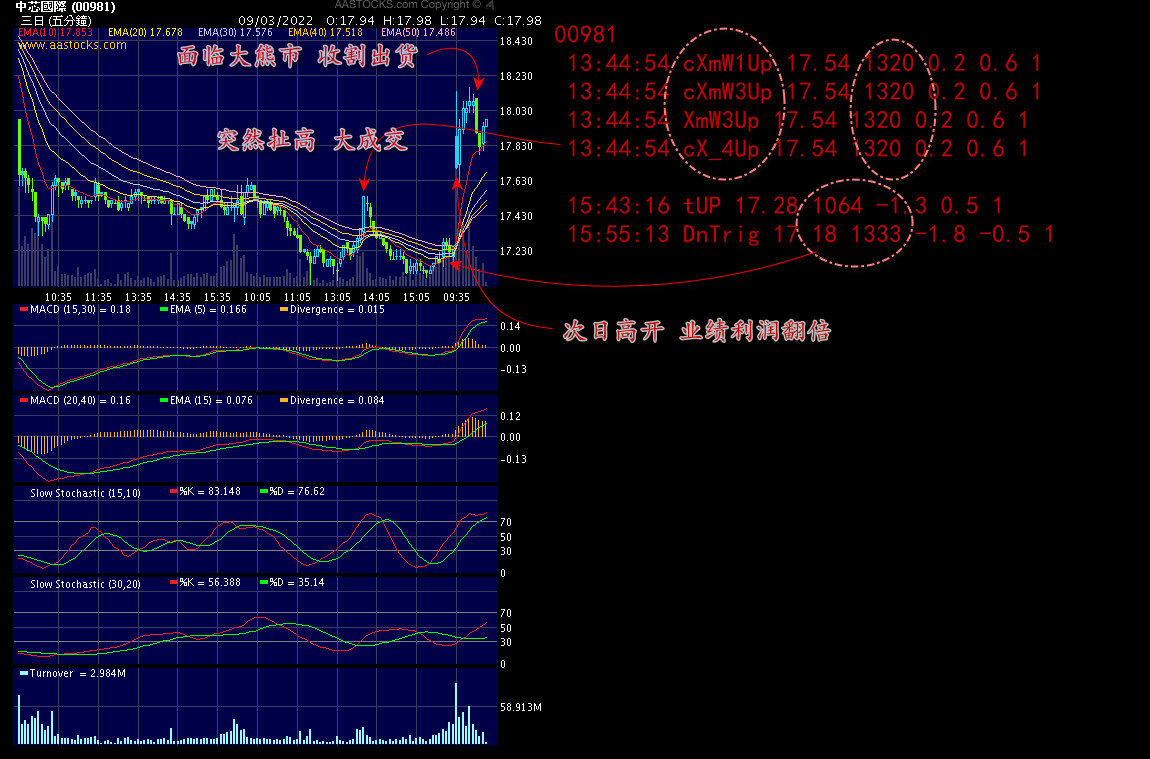 中芯國際 (00981)
AASTOCKS.com Copyright ©
三日 (五分鐘)
09/03/2022 O:17.94 H:17.98 L:17.94 C:17.98
EMA(10) 17.853 EMA(20) 17.678 EMA(30) 17.576 EMA(40) 17.518 EMA(50) 17.486
www.aastocks.com
面临大熊市 收割出货
突然扯高 大成交
18.430
18.230
18.030
17.830
17.630
17.430
17.230
10:35 11:35 13:35 14:35 15:35 10:05 11:05 13:05 14:05 15:05 09:35
MACD (15,30) = 0.18 EMA (5) = 0.166 Divergence = 0.015
0.14
0.00
-0.13
MACD (20,40) = 0.16 EMA (15) = 0.076 Divergence = 0.084
0.12
0.00
-0.13
Slow Stochastic (15,10) %K = 83.148 %D = 76.62
70
50
30
0
Slow Stochastic (30,20) %K = 56.388 %D = 35.14
70
50
30
0
Turnover = 2.984M
58.913M
00981
13:44:54 cXmW1Up 17.54 1320 0.2 0.6 1
13:44:54 cXmW3Up 17.54 1320 0.2 0.6 1
13:44:54 XmW3Up 17.54 1320 0.2 0.6 1
13:44:54 cX_4Up 17.54 1320 0.2 0.6 1
15:43:16 tUP 17.28 1064 -1.3 0.5 1
15:55:13 DnTrig 17.18 1333 -1.8 -0.5 1
次日高开 业绩利润翻倍